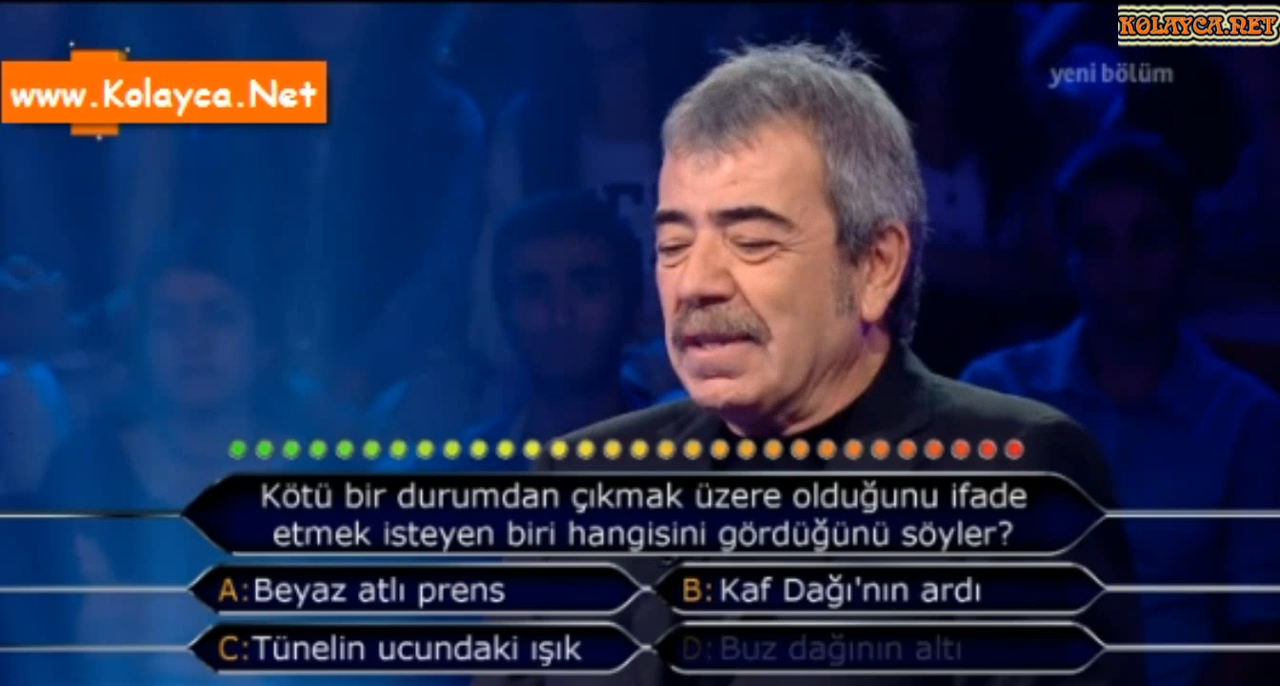 KOLAYCA.NET
www.Kolayca.Net
yeni bölüm
Kötü bir durumdan çıkmak üzere olduğunu ifade
etmek isteyen biri hangisini gördüğünü söyler?
A: Beyaz atlı prens
B: Kaf Dağı'nın ardı
C: Tünelin ucundaki ışık
D: Buz dağının altı